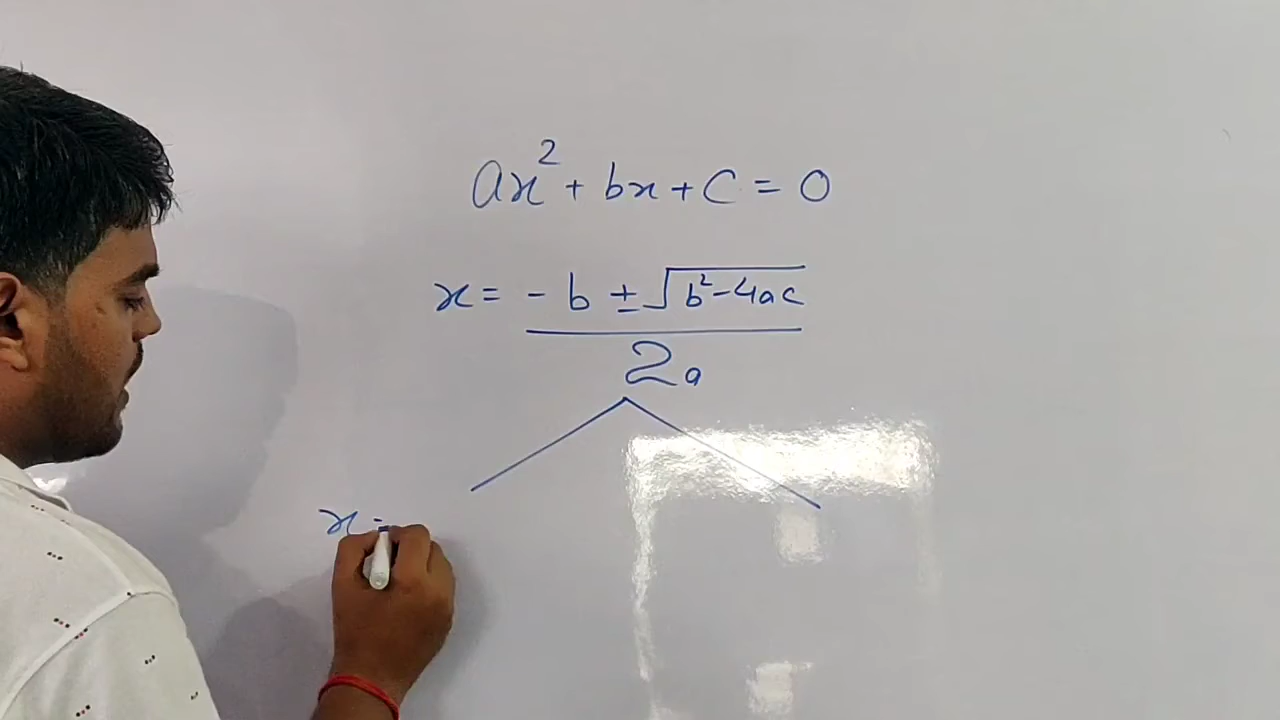 ax² + bx + c = 0
x = - b ± √b²-4ac
2a
x =